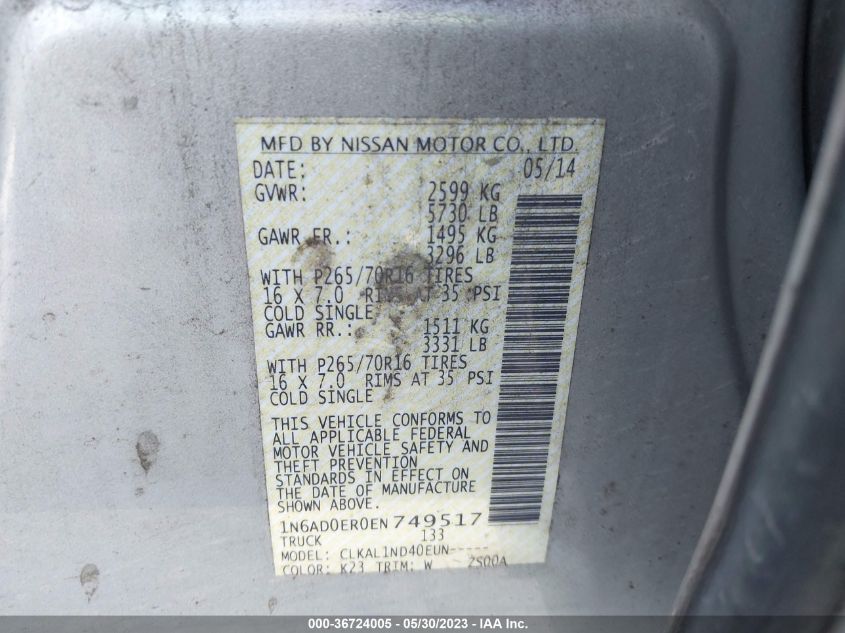 MFD BY NISSAN MOTOR CO., LTD.
DATE: 05/14
GVWR: 2599 KG
5730 LB
GAWR FR.: 1495 KG
3296 LB
WITH P265/70R16 TIRES
16 X 7.0 RIMS AT 35 PSI
COLD SINGLE
GAWR RR.: 1511 KG
3331 LB
WITH P265/70R16 TIRES
16 X 7.0 RIMS AT 35 PSI
COLD SINGLE
THIS VEHICLE CONFORMS TO
ALL APPLICABLE FEDERAL
MOTOR VEHICLE SAFETY AND
THEFT PREVENTION
STANDARDS IN EFFECT ON
THE DATE OF MANUFACTURE
SHOWN ABOVE.
1N6AD0ER0EN749517
TRUCK 133
MODEL: CLKAL1ND40EUN-----
COLOR: K23 TRIM: W ZS00A
000-36724005 - 05/30/2023 - IAA Inc.